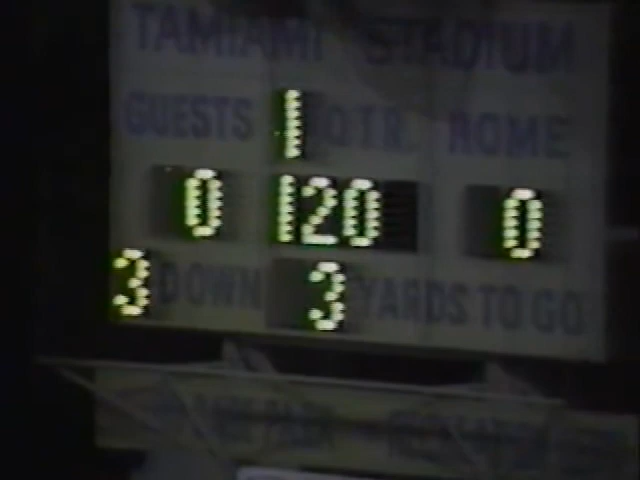 TAMIAMI STADIUM
GUESTS 1 QTR. HOME
0 120 0
3 DOWN 3 YARDS TO GO